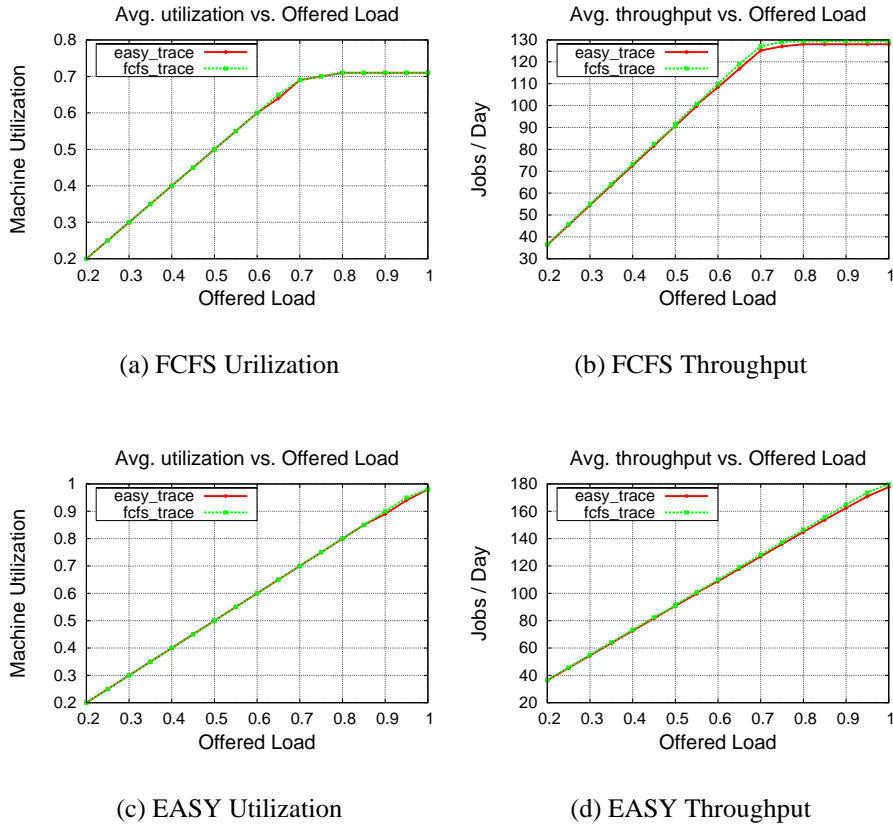 Avg. utilization vs. Offered Load
0.8
0.7
0.6
0.5
0.4
0.3
0.2
Machine Utilization
easy_trace
fcfs_trace
0.2 0.3 0.4 0.5 0.6 0.7 0.8 0.9 1
Offered Load
(a) FCFS Urilization
Avg. throughput vs. Offered Load
130
120
110
100
90
80
70
60
50
40
30
Jobs / Day
easy_trace
fcfs_trace
0.2 0.3 0.4 0.5 0.6 0.7 0.8 0.9 1
Offered Load
(b) FCFS Throughput
Avg. utilization vs. Offered Load
1
0.9
0.8
0.7
0.6
0.5
0.4
0.3
0.2
Machine Utilization
easy_trace
fcfs_trace
0.2 0.3 0.4 0.5 0.6 0.7 0.8 0.9 1
Offered Load
(c) EASY Utilization
Avg. throughput vs. Offered Load
180
160
140
120
100
80
60
40
20
Jobs / Day
easy_trace
fcfs_trace
0.2 0.3 0.4 0.5 0.6 0.7 0.8 0.9 1
Offered Load
(d) EASY Throughput